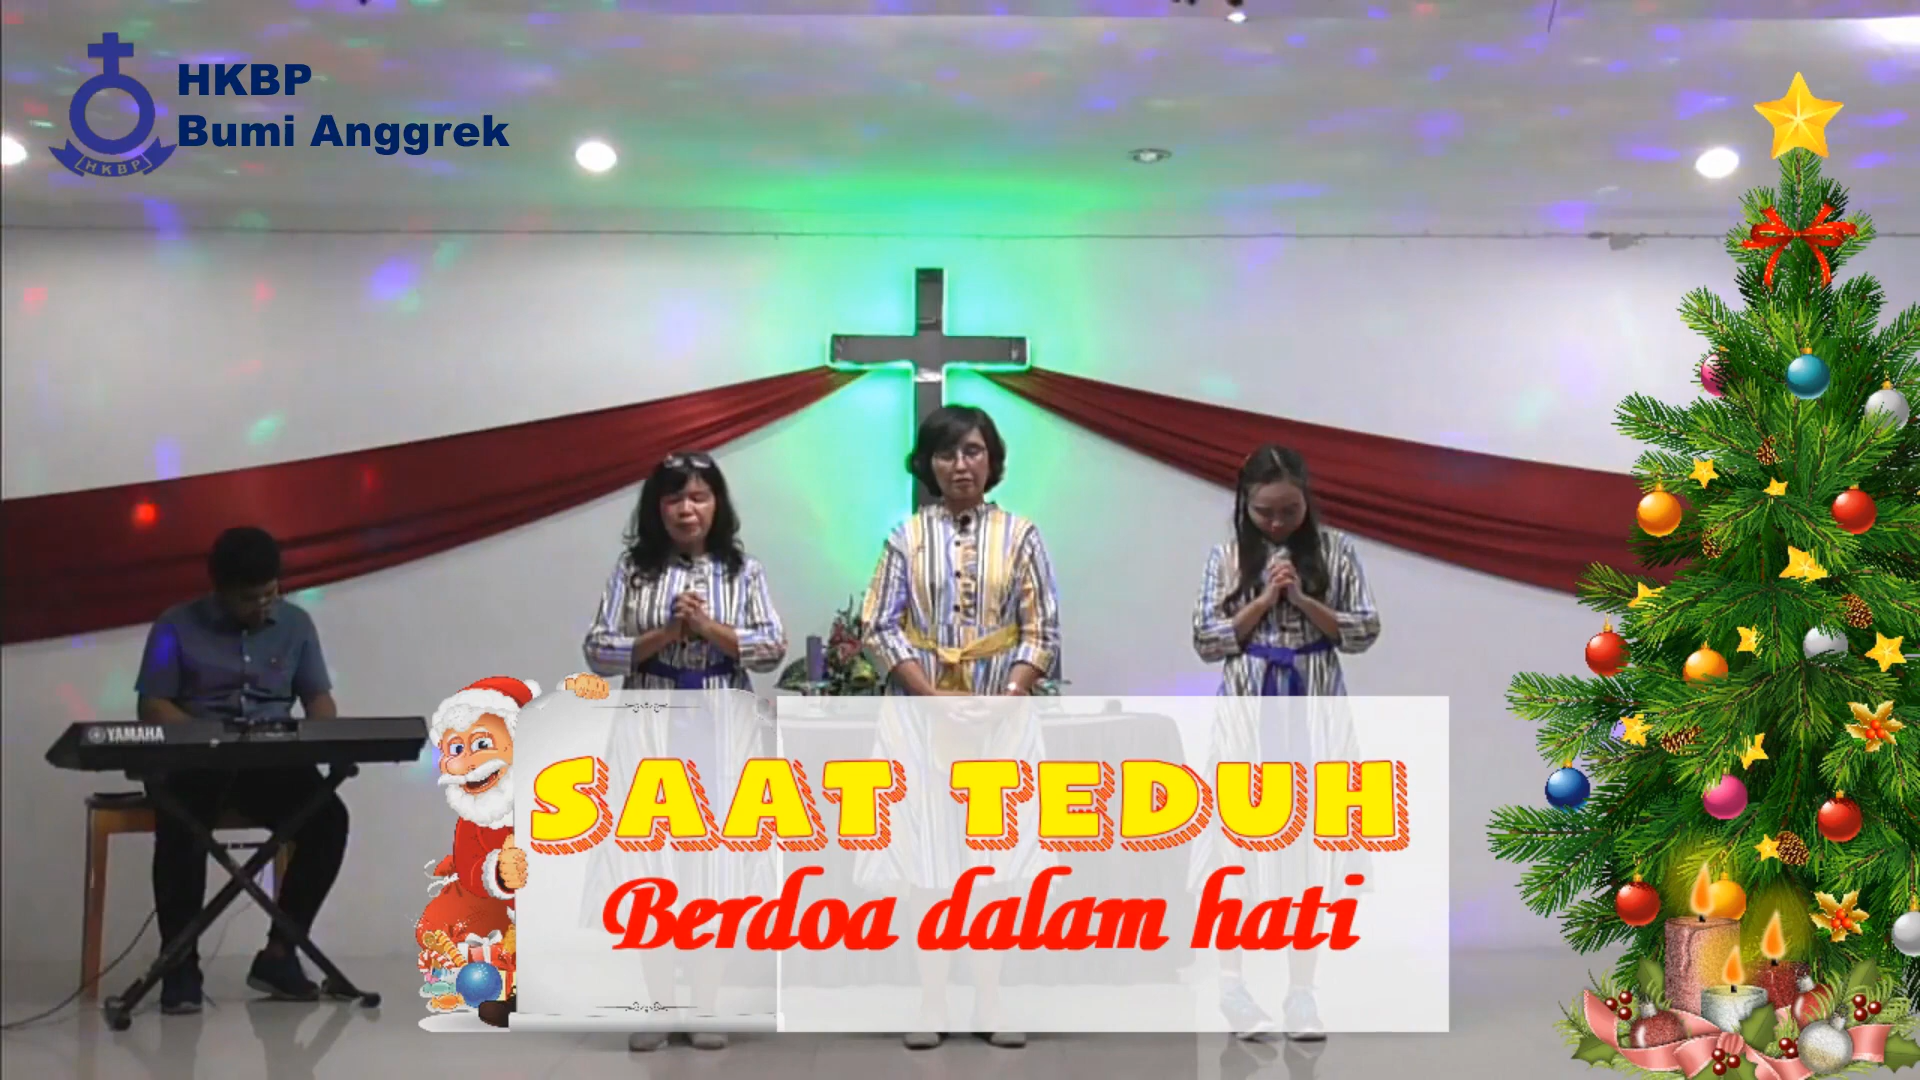 HKBP
Bumi Anggrek
HKBP
YAMAHA
SAAT TEDUH
Berdoa dalam hati